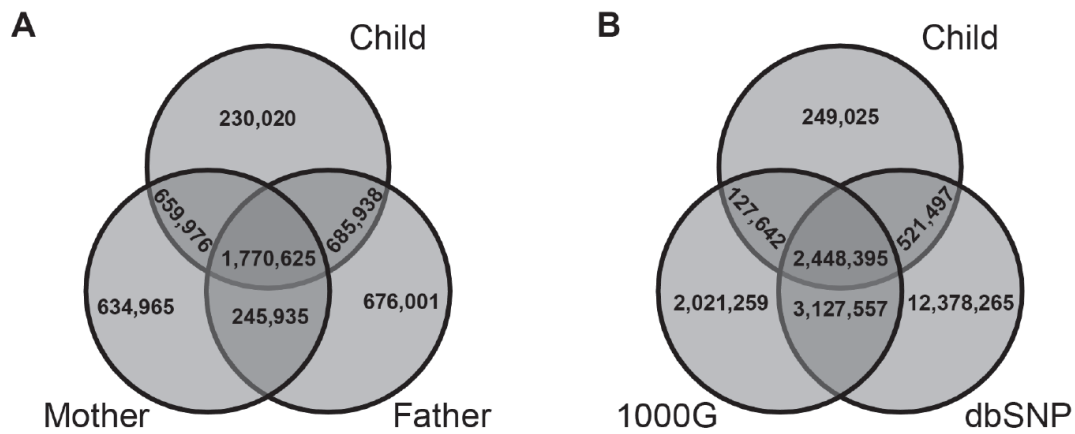 A
Child
230,020
659,976
685,938
1,770,625
634,965
245,935
676,001
Mother
Father
B
Child
249,025
127,642
521,497
2,448,395
2,021,259
3,127,557
12,378,265
1000G
dbSNP